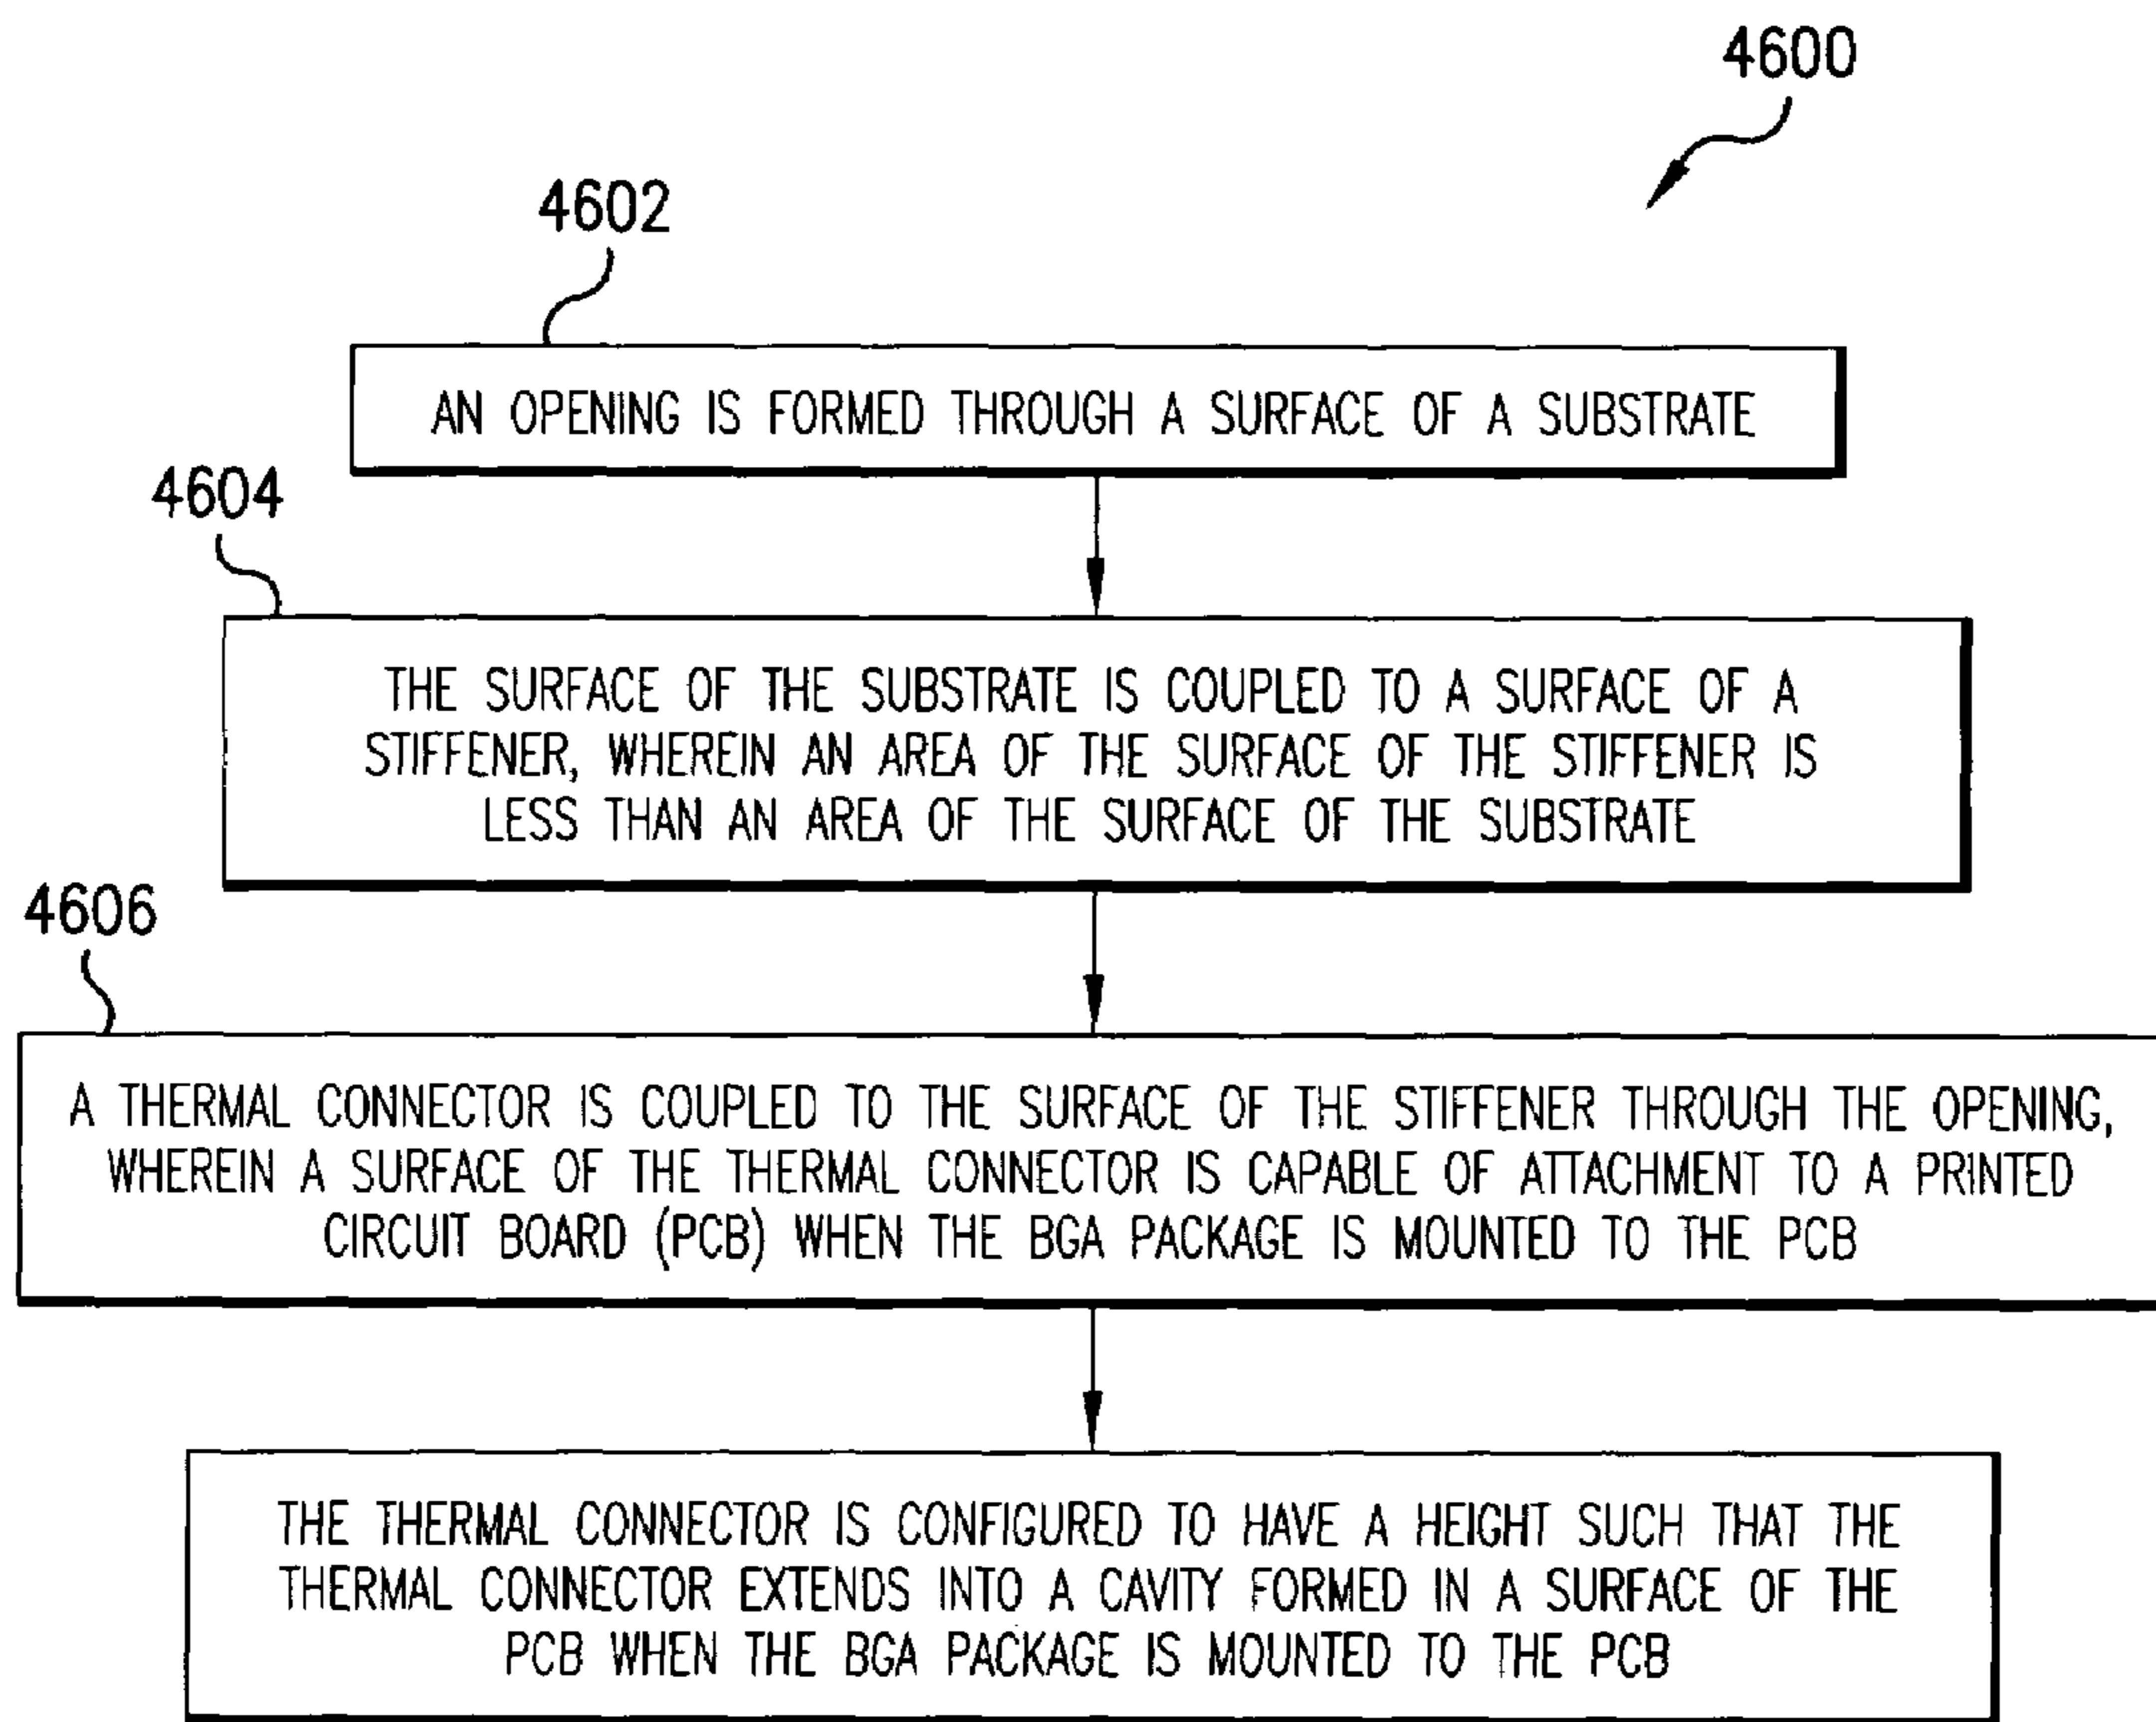 4600
4602
AN OPENING IS FORMED THROUGH A SURFACE OF A SUBSTRATE
4604
THE SURFACE OF THE SUBSTRATE IS COUPLED TO A SURFACE OF A
STIFFENER, WHEREIN AN AREA OF THE SURFACE OF THE STIFFENER IS
LESS THAN AN AREA OF THE SURFACE OF THE SUBSTRATE
4606
A THERMAL CONNECTOR IS COUPLED TO THE SURFACE OF THE STIFFENER THROUGH THE OPENING,
WHEREIN A SURFACE OF THE THERMAL CONNECTOR IS CAPABLE OF ATTACHMENT TO A PRINTED
CIRCUIT BOARD (PCB) WHEN THE BGA PACKAGE IS MOUNTED TO THE PCB
THE THERMAL CONNECTOR IS CONFIGURED TO HAVE A HEIGHT SUCH THAT THE
THERMAL CONNECTOR EXTENDS INTO A CAVITY FORMED IN A SURFACE OF THE
PCB WHEN THE BGA PACKAGE IS MOUNTED TO THE PCB